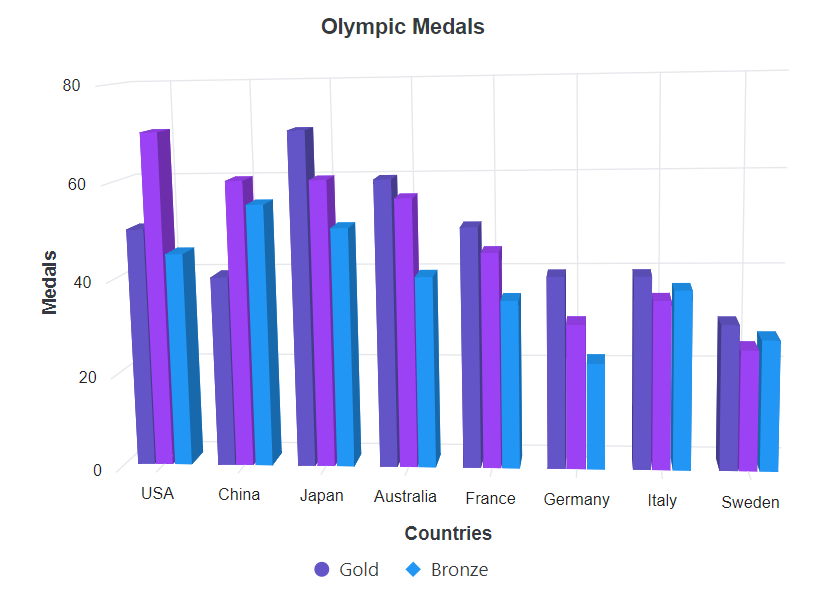 Olympic Medals
80
60
40
20
0
Medals
USA China Japan Australia France Germany Italy Sweden
Countries
Gold Bronze